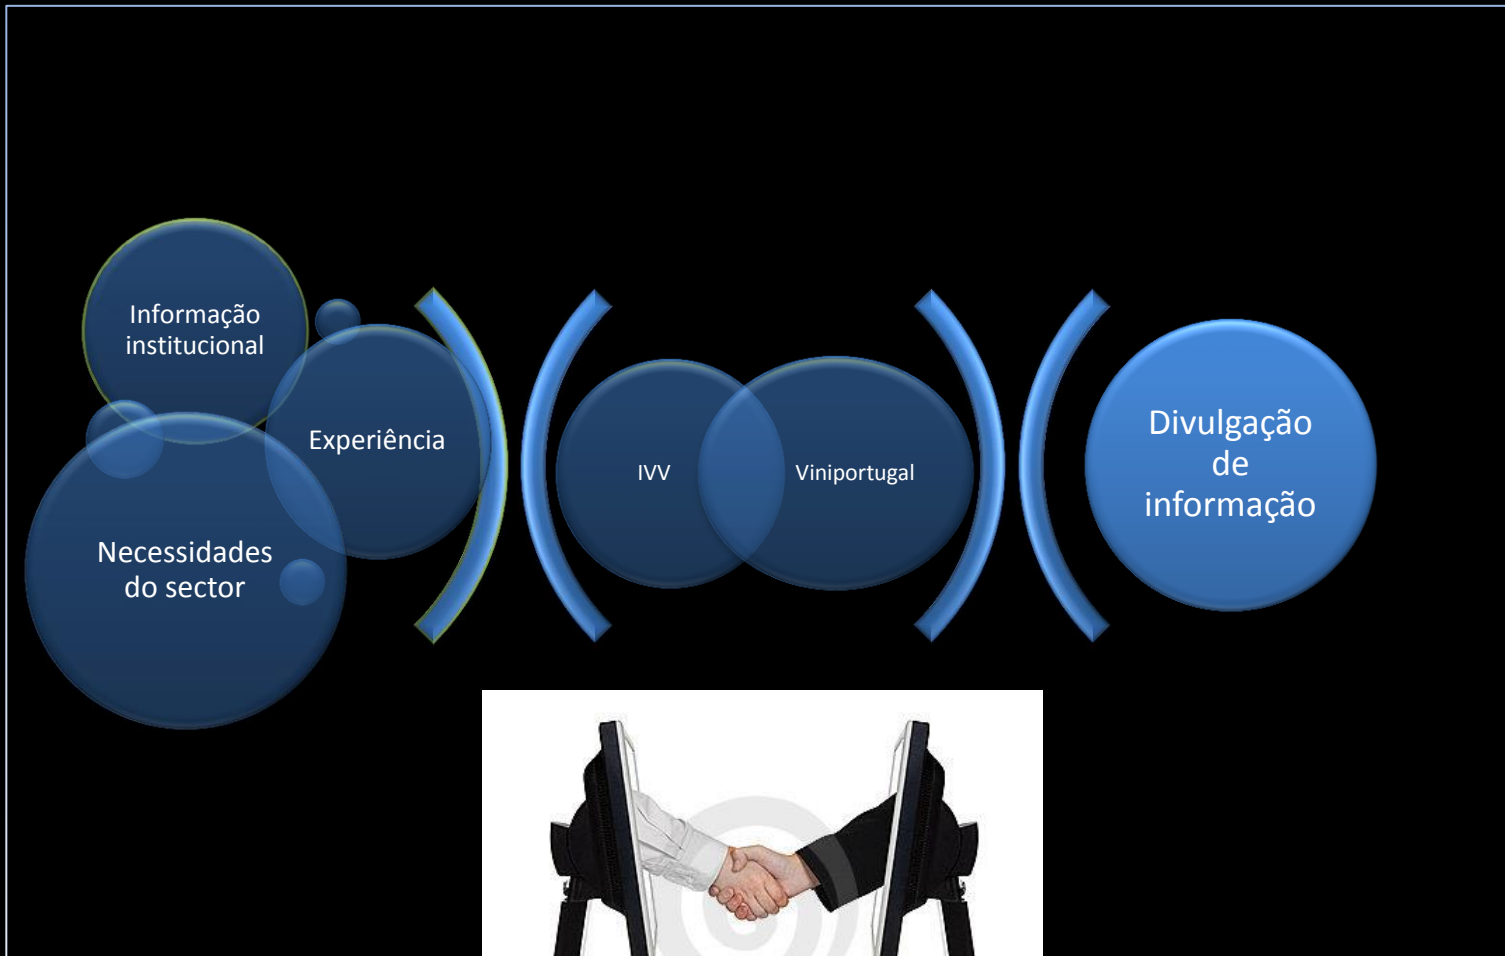 Informação
institucional
Experiência
Necessidades
do sector
IVV
Viniportugal
Divulgação
de
informação